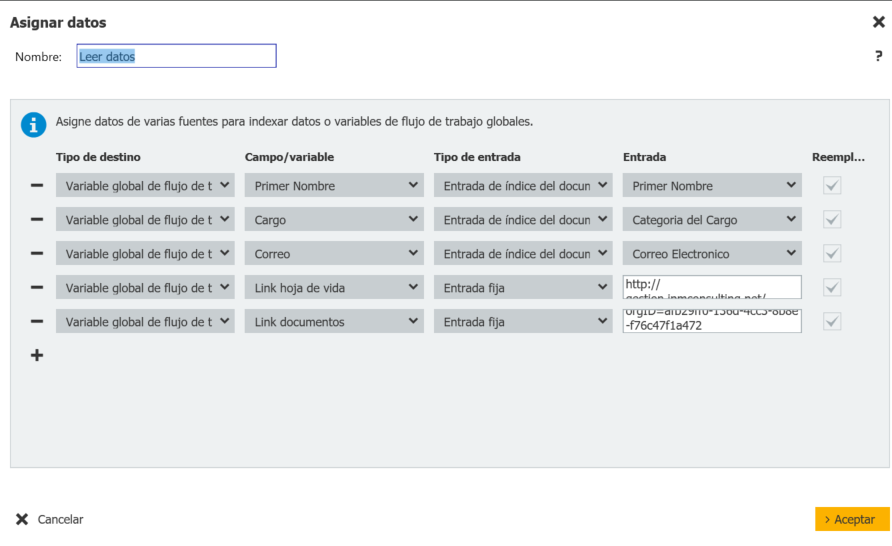 Asignar datos
Nombre: Leer datos
?
Asigne datos de varias fuentes para indexar datos o variables de flujo de trabajo globales.
Tipo de destino Campo/variable Tipo de entrada Entrada Reempl...
Variable global de flujo de t Primer Nombre Entrada de índice del docun Primer Nombre
Variable global de flujo de t Cargo Entrada de índice del docun Categoria del Cargo
Variable global de flujo de t Correo Entrada de índice del docun Correo Electronico
Variable global de flujo de t Link hoja de vida Entrada fija http://
Variable global de flujo de t Link documentos Entrada fija
-f76c47f1a472
Cancelar
> Aceptar